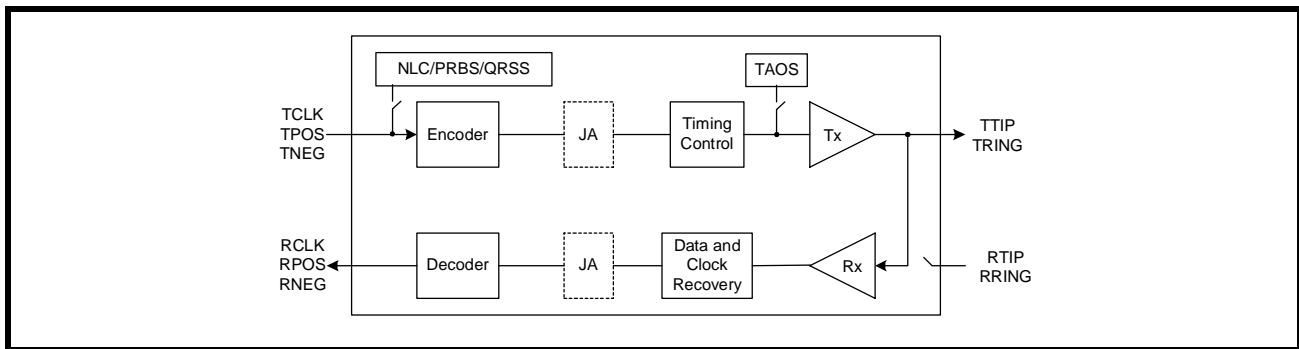 NLC/PRBS/QRSS
TAOS
TCLK
TPOS
TNEG
Encoder
JA
Timing
Control
Tx
TTIP
TRING
RCLK
RPOS
RNEG
Decoder
JA
Data and
Clock
Recovery
Rx
RTIP
RRING